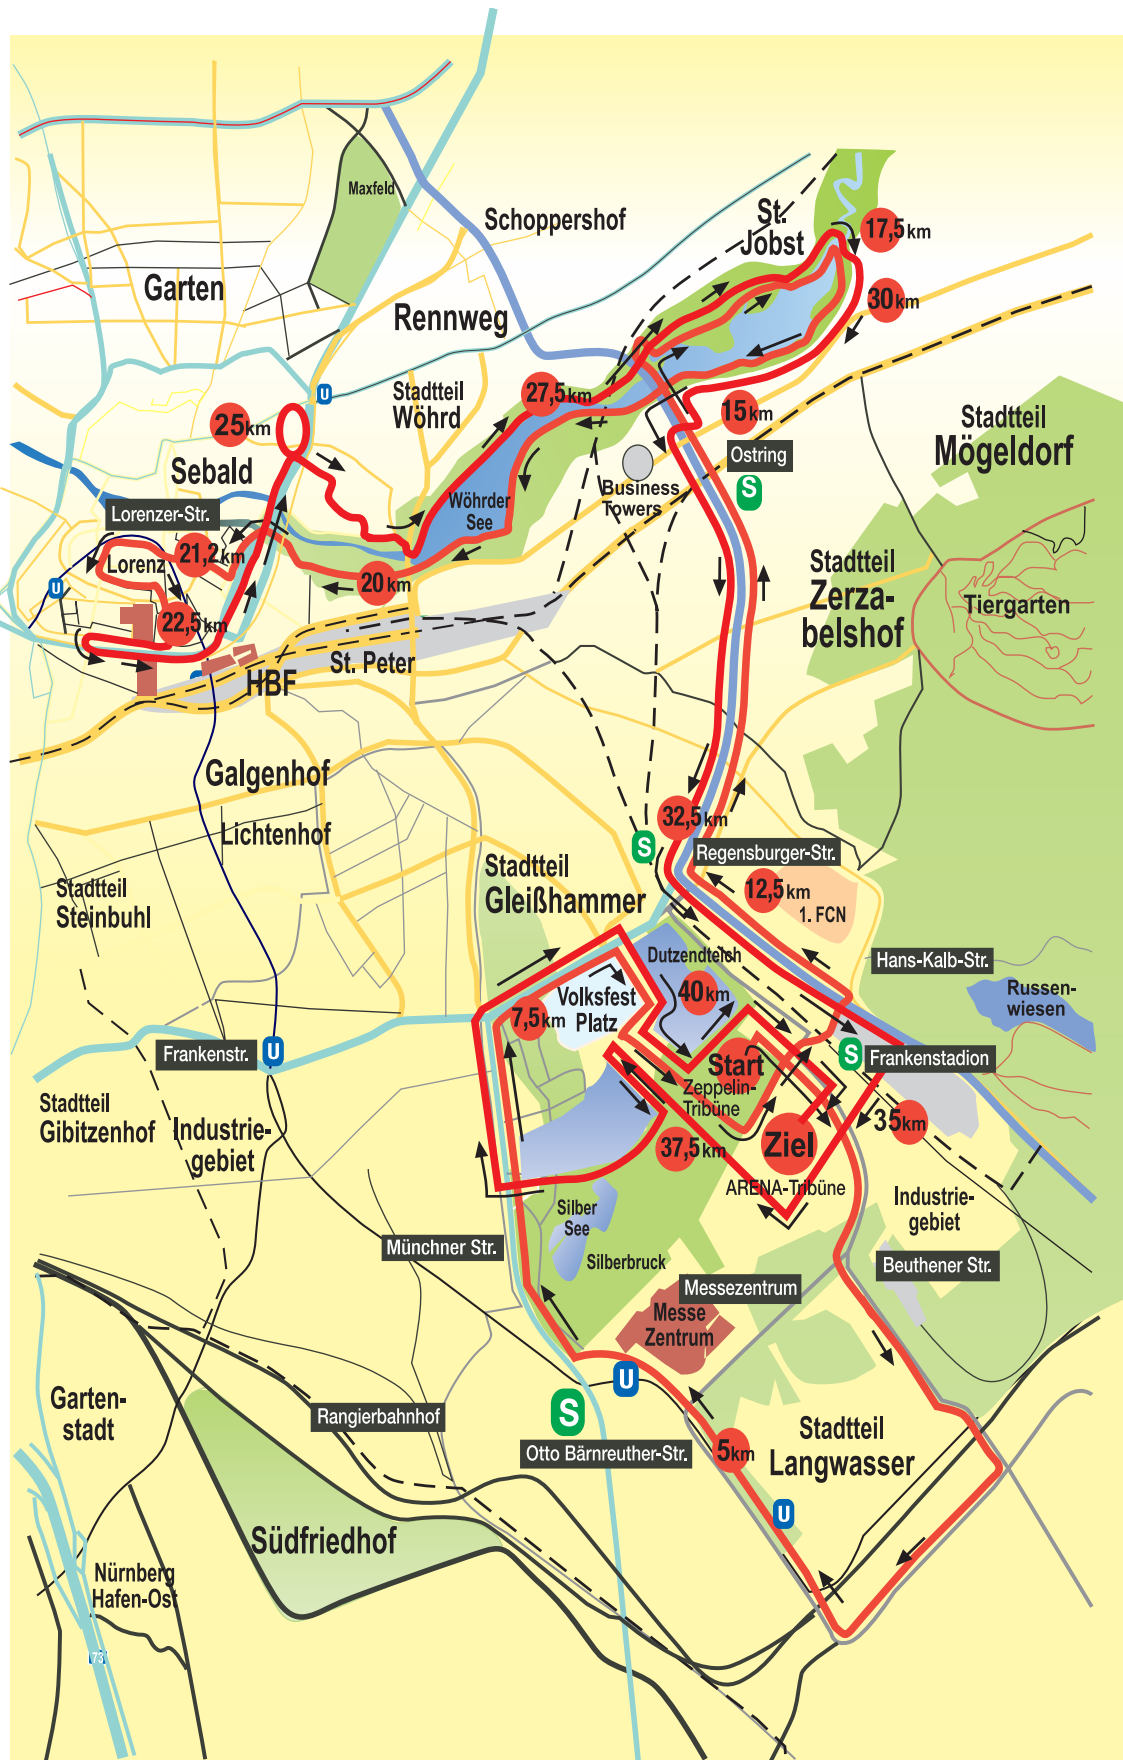 Maxfeld
Schoppershof
St.
Jobst
17,5km
Garten
30km
Rennweg
U
Stadtteil
Wöhrd
27,5km
25km
15km
Stadtteil
Mögeldorf
Sebald
Ostring
S
Business
Towers
Wöhrder
See
Lorenzer-Str.
21,2km
Lorenz
U
20km
Stadtteil
Zerza-
belshof
Tiergarten
22,5km
St. Peter
HBF
Galgenhof
Lichtenhof
32,5km
S
Regensburger-Str.
Stadtteil
Gleißhammer
Stadtteil
Steinbuhl
12,5km
1. FCN
Dutzendteich
Hans-Kalb-Str.
40km
Volksfest
Platz
7,5km
Russen-
wiesen
Frankenstr.
U
Start
S
Frankenstadion
Zeppelin-
Tribüne
Stadtteil
Gibitzenhof
Industrie-
gebiet
35km
Ziel
37,5km
ARENA-Tribüne
Industrie-
gebiet
Silber
See
Münchner Str.
Silberbruck
Beuthener Str.
Messezentrum
Messe
Zentrum
U
Garten-
stadt
Rangierbahnhof
S
Otto Bärnreuther-Str.
5km
Stadtteil
Langwasser
U
Südfriedhof
Nürnberg
Hafen-Ost
73